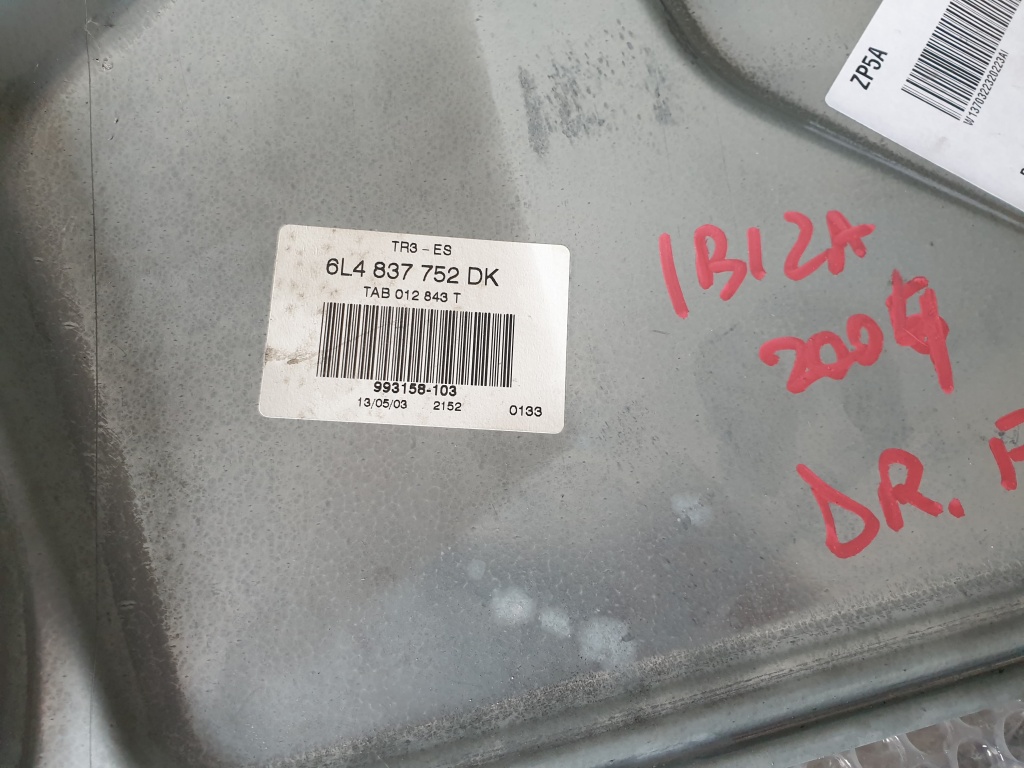 ZP5A
W1370322320223AI
TR3 - ES
6L4 837 752 DK
TAB 012 843 T
993158-103
13/05/03 2152 0133
IBIZA
2004
DR. F